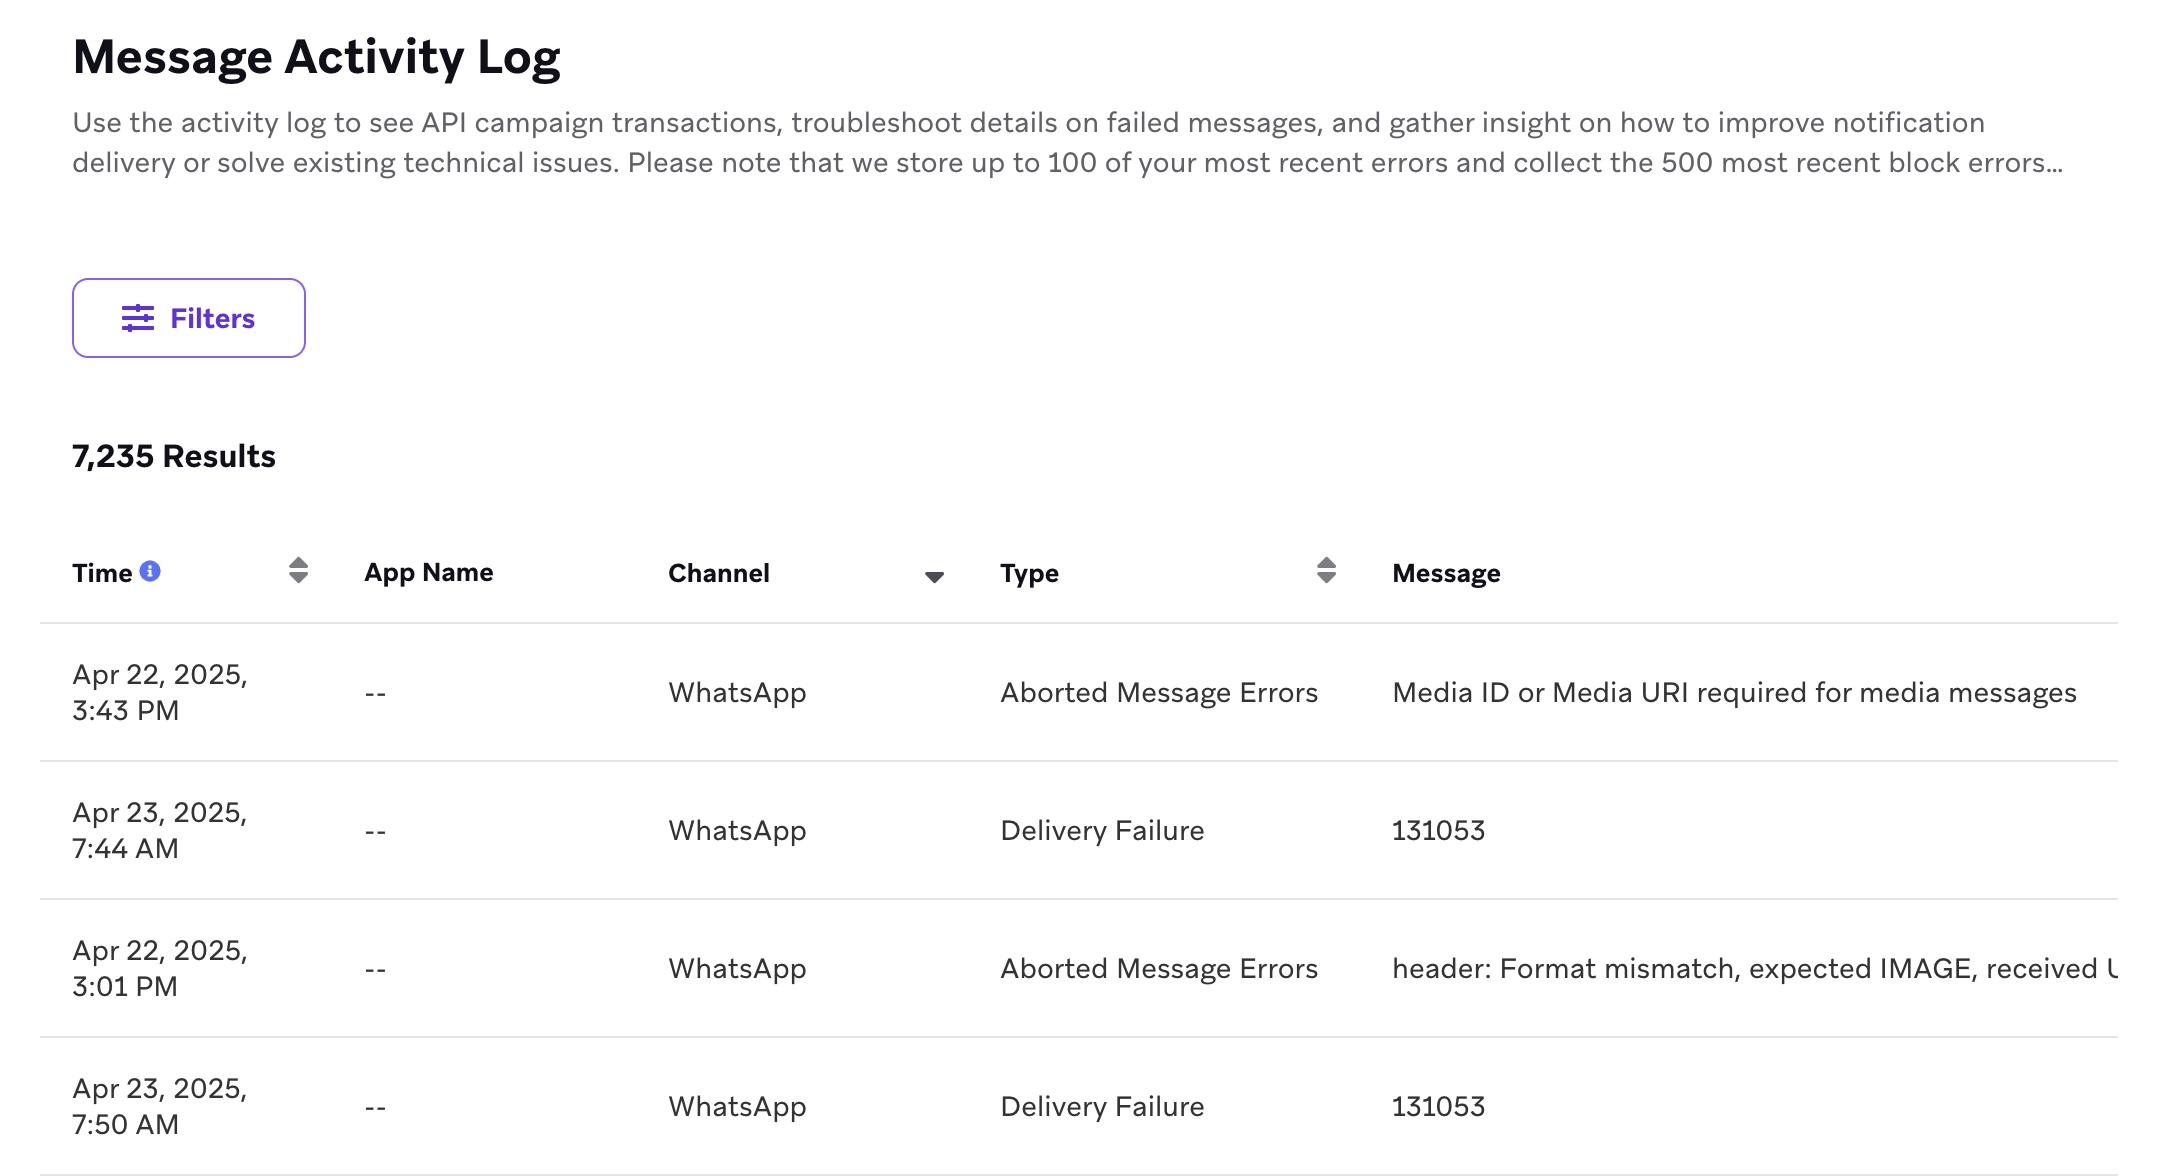 Message Activity Log
Use the activity log to see API campaign transactions, troubleshoot details on failed messages, and gather insight on how to improve notification
delivery or solve existing technical issues. Please note that we store up to 100 of your most recent errors and collect the 500 most recent block errors...
Filters
7,235 Results
Time App Name Channel Type Message
Apr 22, 2025,
3:43 PM -- WhatsApp Aborted Message Errors Media ID or Media URI required for media messages
Apr 23, 2025,
7:44 AM -- WhatsApp Delivery Failure 131053
Apr 22, 2025,
3:01 PM -- WhatsApp Aborted Message Errors header: Format mismatch, expected IMAGE, received
Apr 23, 2025,
7:50 AM -- WhatsApp Delivery Failure 131053